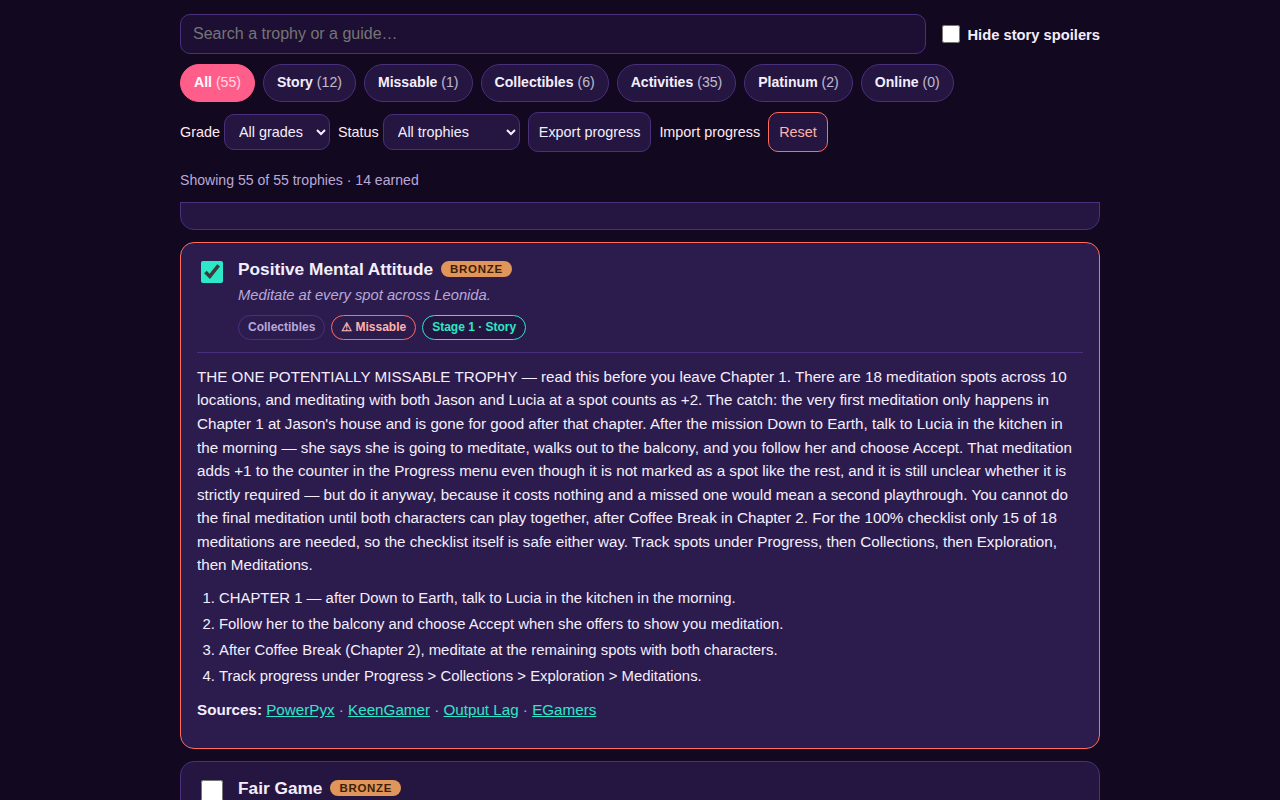 Search a trophy or a guide…
Hide story spoilers
All (55)
Story (12)
Missable (1)
Collectibles (6)
Activities (35)
Platinum (2)
Online (0)
Grade
All grades
Status
All trophies
Export progress
Import progress
Reset
Showing 55 of 55 trophies · 14 earned
Positive Mental Attitude
BRONZE
Meditate at every spot across Leonida.
Collectibles
⚠ Missable
Stage 1 · Story
THE ONE POTENTIALLY MISSABLE TROPHY — read this before you leave Chapter 1. There are 18 meditation spots across 10
locations, and meditating with both Jason and Lucia at a spot counts as +2. The catch: the very first meditation only happens in
Chapter 1 at Jason's house and is gone for good after that chapter. After the mission Down to Earth, talk to Lucia in the kitchen in
the morning — she says she is going to meditate, walks out to the balcony, and you follow her and choose Accept. That meditation
adds +1 to the counter in the Progress menu even though it is not marked as a spot like the rest, and it is still unclear whether it is
strictly required — but do it anyway, because it costs nothing and a missed one would mean a second playthrough. You cannot do
the final meditation until both characters can play together, after Coffee Break in Chapter 2. For the 100% checklist only 15 of 18
meditations are needed, so the checklist itself is safe either way. Track spots under Progress, then Collections, then Exploration,
then Meditations.
1. CHAPTER 1 — after Down to Earth, talk to Lucia in the kitchen in the morning.
2. Follow her to the balcony and choose Accept when she offers to show you meditation.
3. After Coffee Break (Chapter 2), meditate at the remaining spots with both characters.
4. Track progress under Progress > Collections > Exploration > Meditations.
Sources: PowerPyx · KeenGamer · Output Lag · EGamers
Fair Game
BRONZE